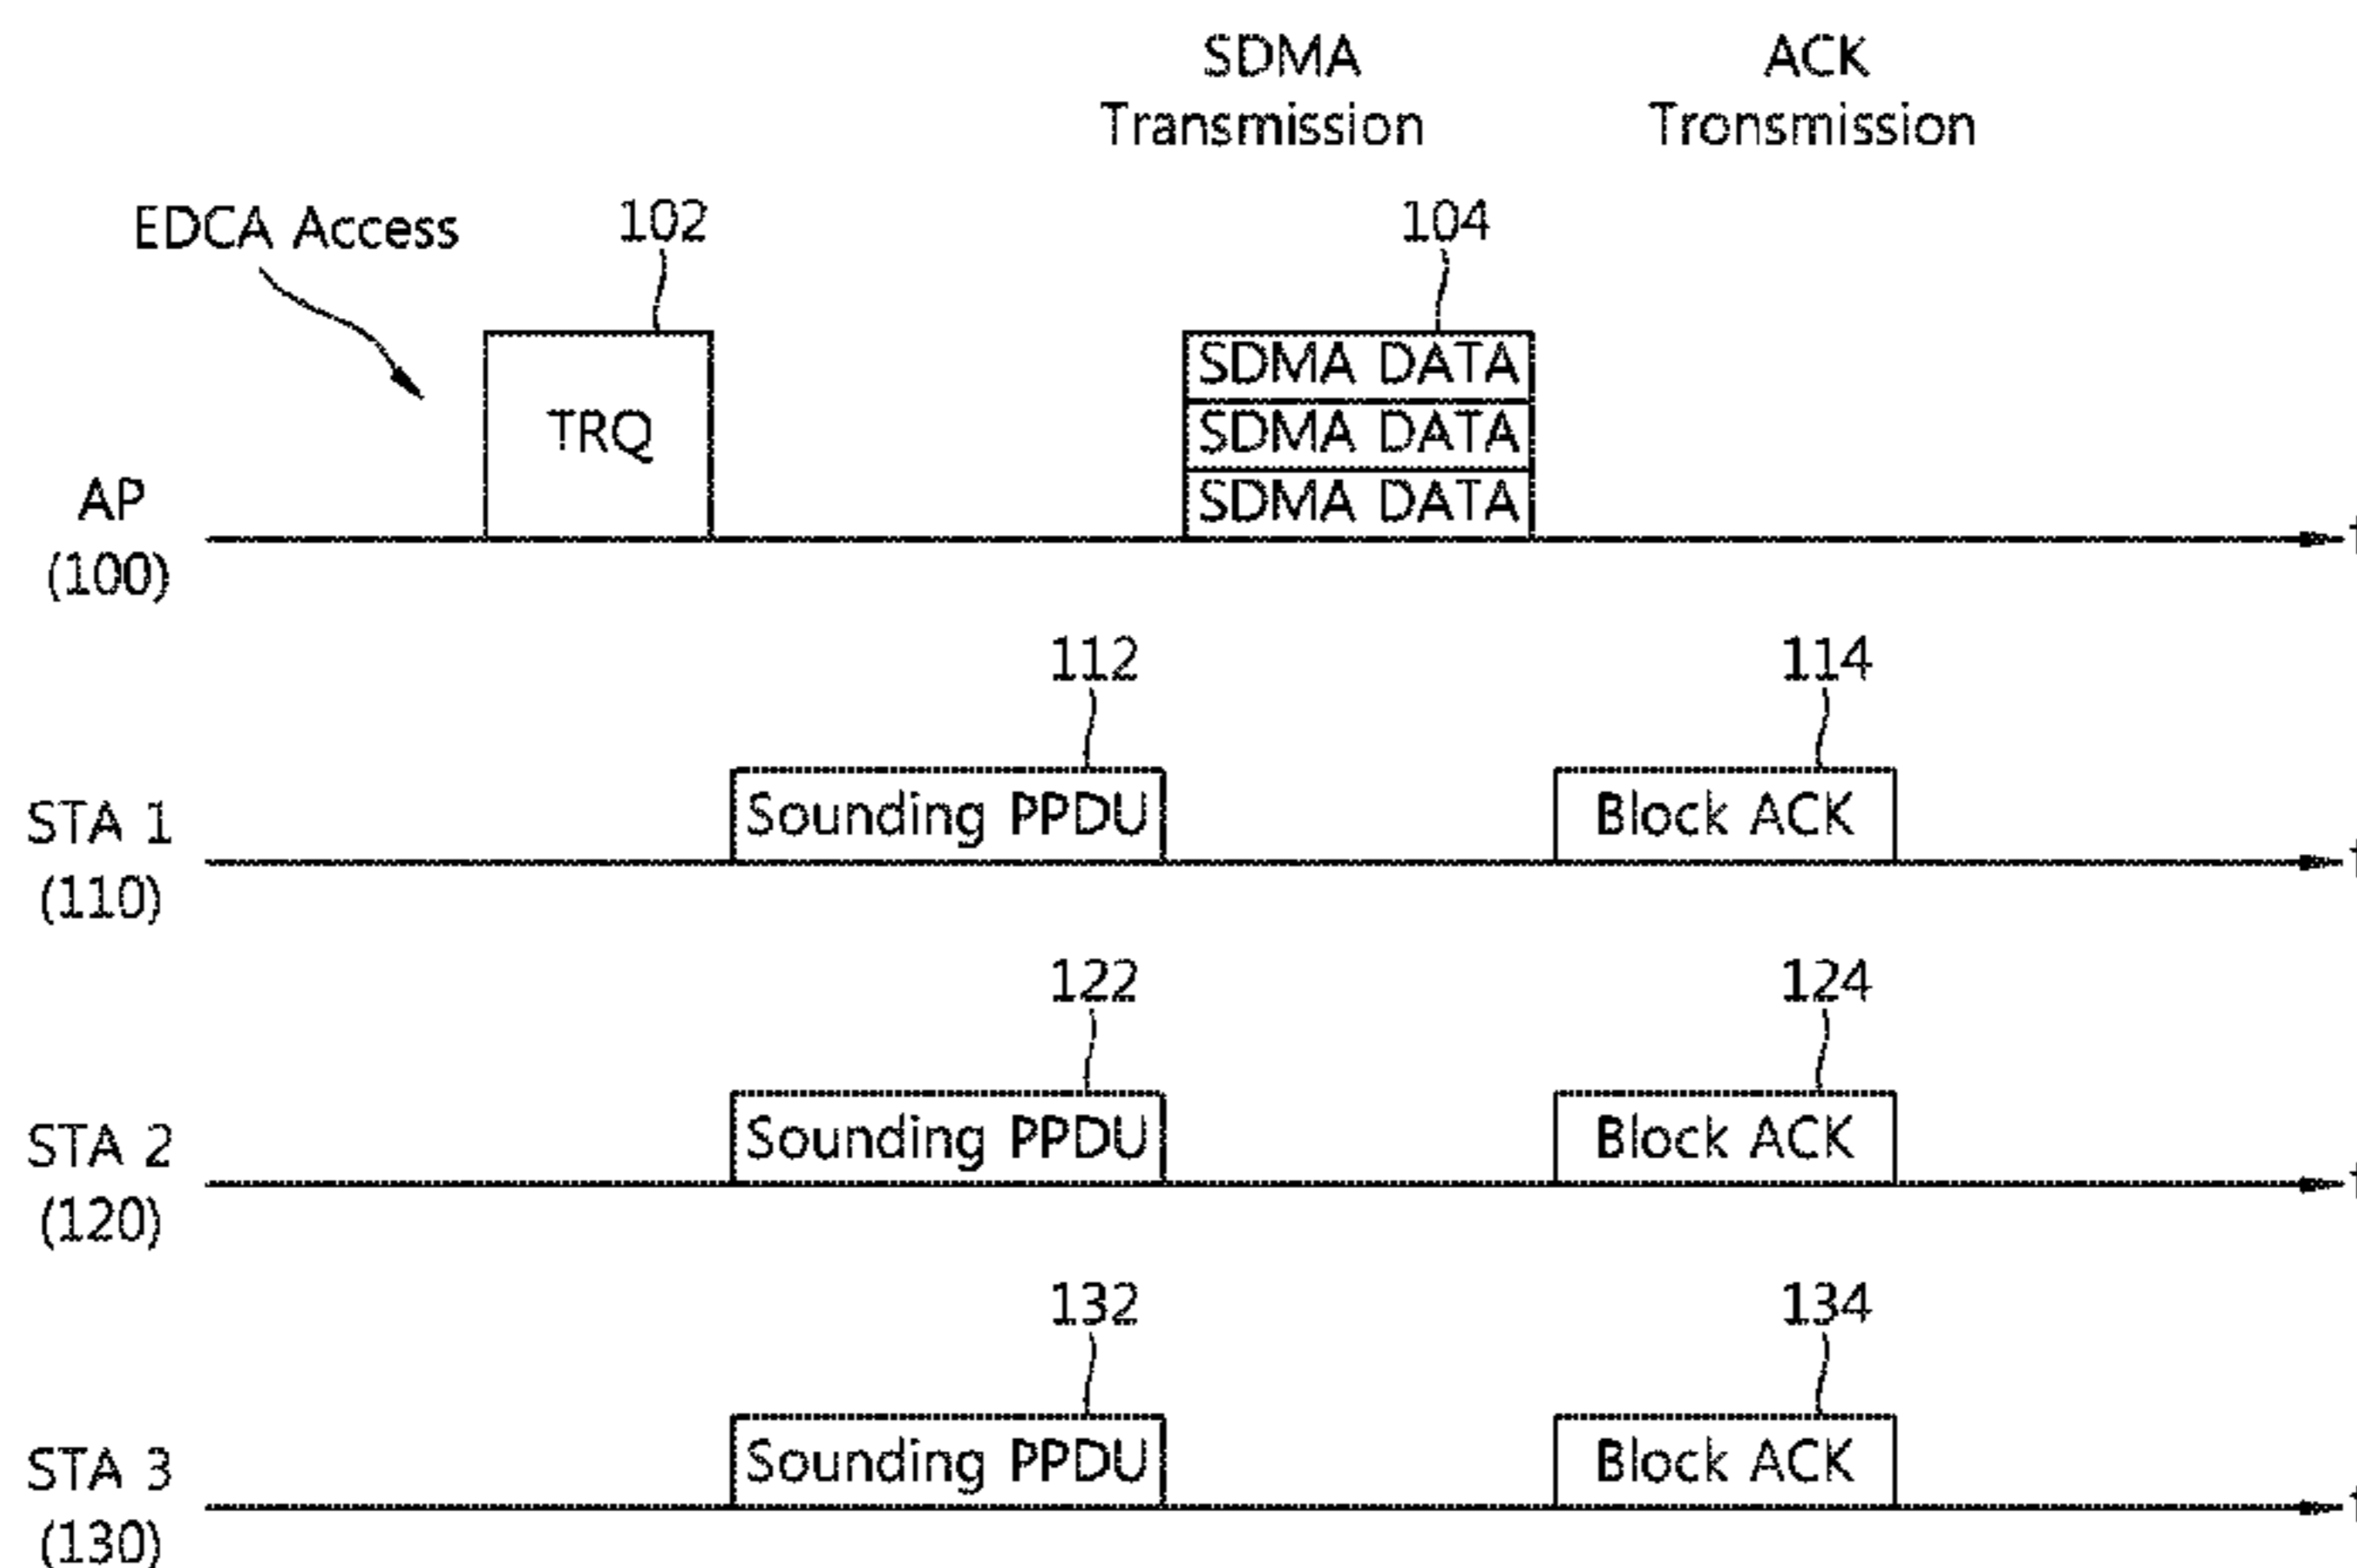 SDMA
Transmission
ACK
Tronsmission
EDCA Access
102
104
TRQ
SDMA DATA
SDMA DATA
SDMA DATA
AP
(100)
112
114
Sounding PPDU
Block ACK
STA 1
(110)
122
124
Sounding PPDU
Block ACK
STA 2
(120)
132
134
Sounding PPDU
Block ACK
STA 3
(130)